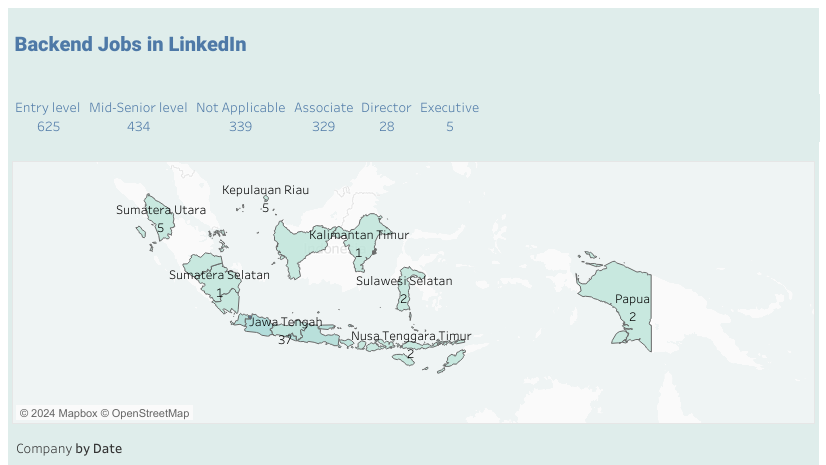 Backend Jobs in LinkedIn
Entry level Mid-Senior level Not Applicable Associate Director Executive
625 434 339 329 28 5
Kepulauan Riau
5
Sumatera Utara
5
Kalimantan Timur
1
Sumatera Selatan
1
Sulawesi Selatan
2
Papua
2
Jawa Tengah
37
Nusa Tenggara Timur
2
© 2024 Mapbox © OpenStreetMap
Company by Date